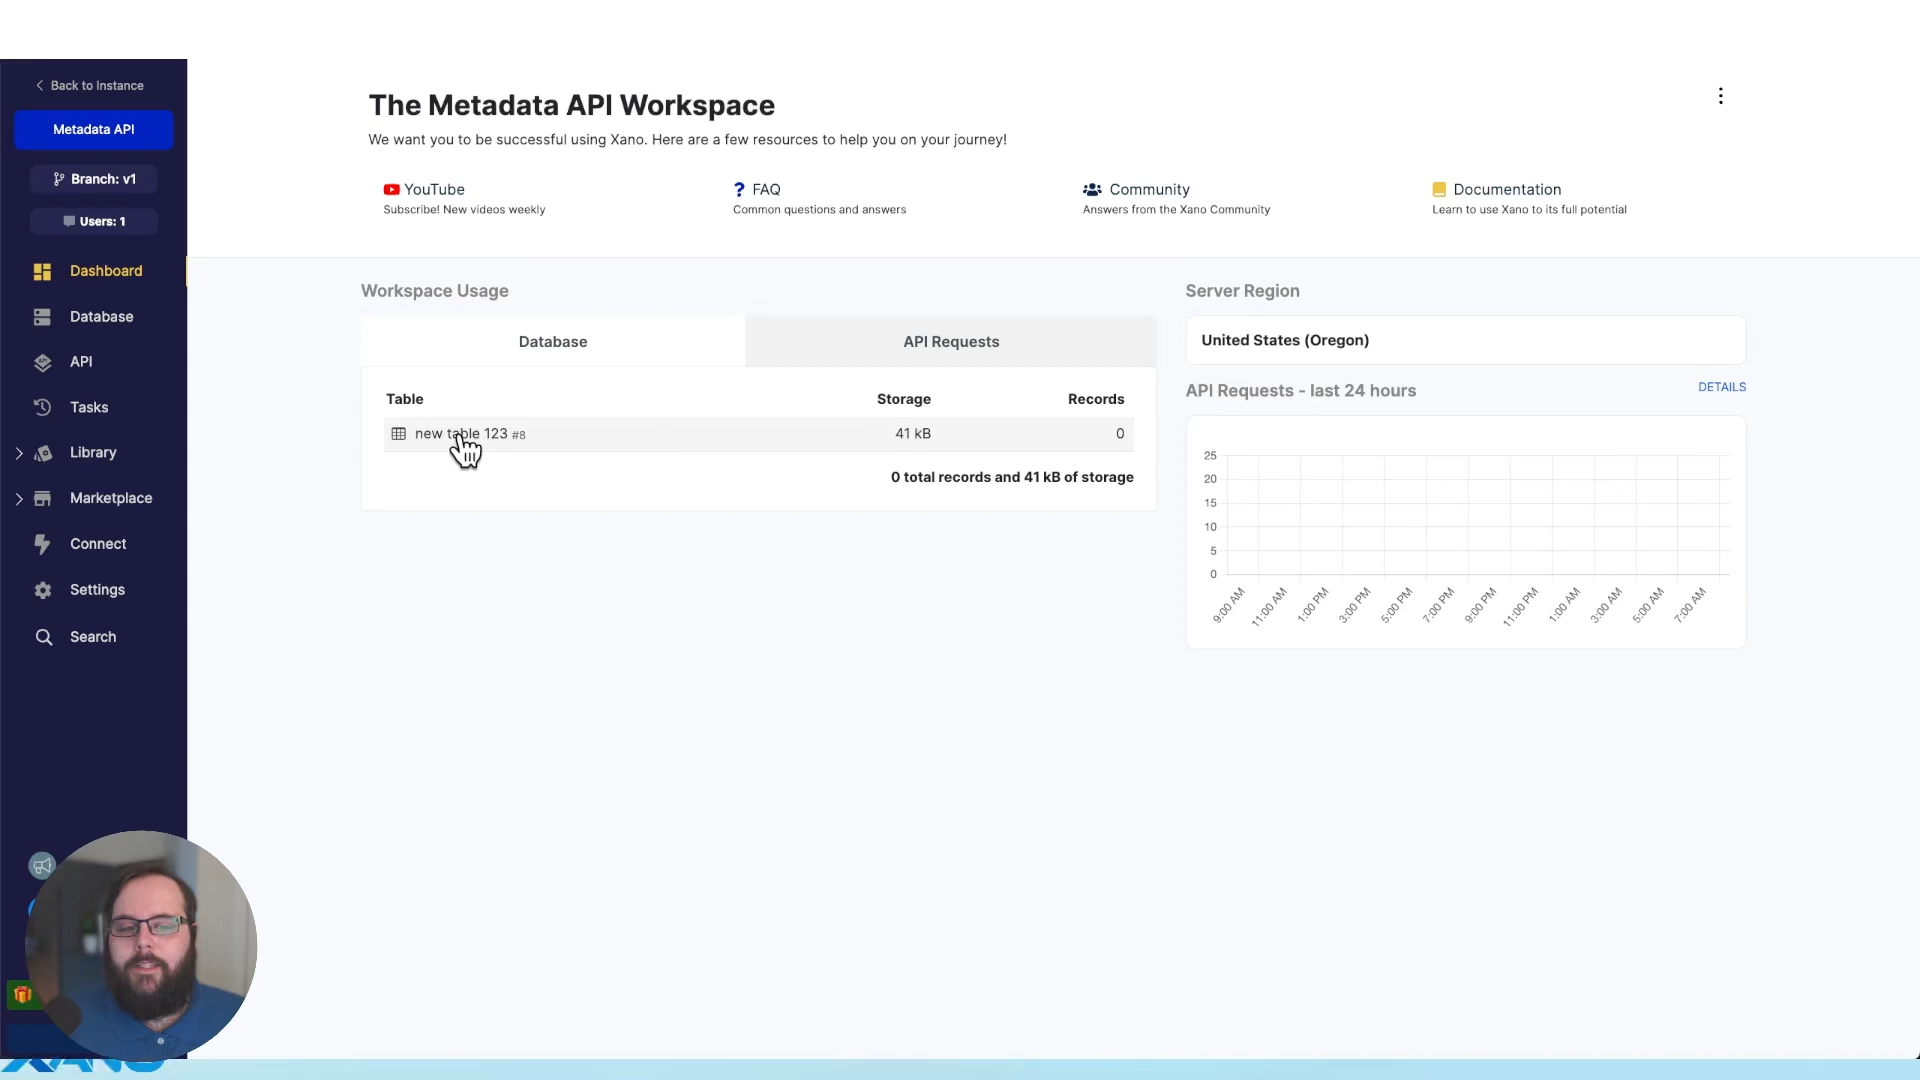 Back to Instance
Metadata API
Branch: v1
Users: 1
Dashboard
Database
API
Tasks
Library
Marketplace
Connect
Settings
Search
The Metadata API Workspace
We want you to be successful using Xano. Here are a few resources to help you on your journey!
YouTube
Subscribe! New videos weekly
? FAQ
Common questions and answers
Community
Answers from the Xano Community
Documentation
Learn to use Xano to its full potential
Workspace Usage
Database API Requests
Table Storage Records
new table 123 #8 41 kB 0
0 total records and 41 kB of storage
Server Region
United States (Oregon)
API Requests - last 24 hours DETAILS
25
20
15
10
5
0
9:00 AM 11:00 AM 1:00 PM 3:00 PM 5:00 PM 7:00 PM 9:00 PM 11:00 PM 1:00 AM 3:00 AM 5:00 AM 7:00 AM
XANO